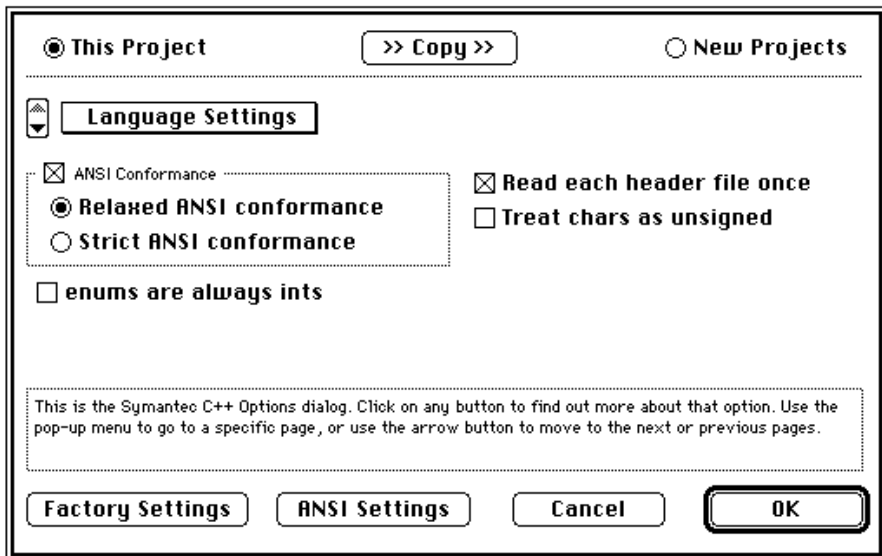 This Project
>> Copy >>
New Projects
Language Settings
ANSI Conformance
Relaxed ANSI conformance
Strict ANSI conformance
Read each header file once
Treat chars as unsigned
enums are always ints
This is the Symantec C++ Options dialog. Click on any button to find out more about that option. Use the
pop-up menu to go to a specific page, or use the arrow button to move to the next or previous pages.
Factory Settings
ANSI Settings
Cancel
OK